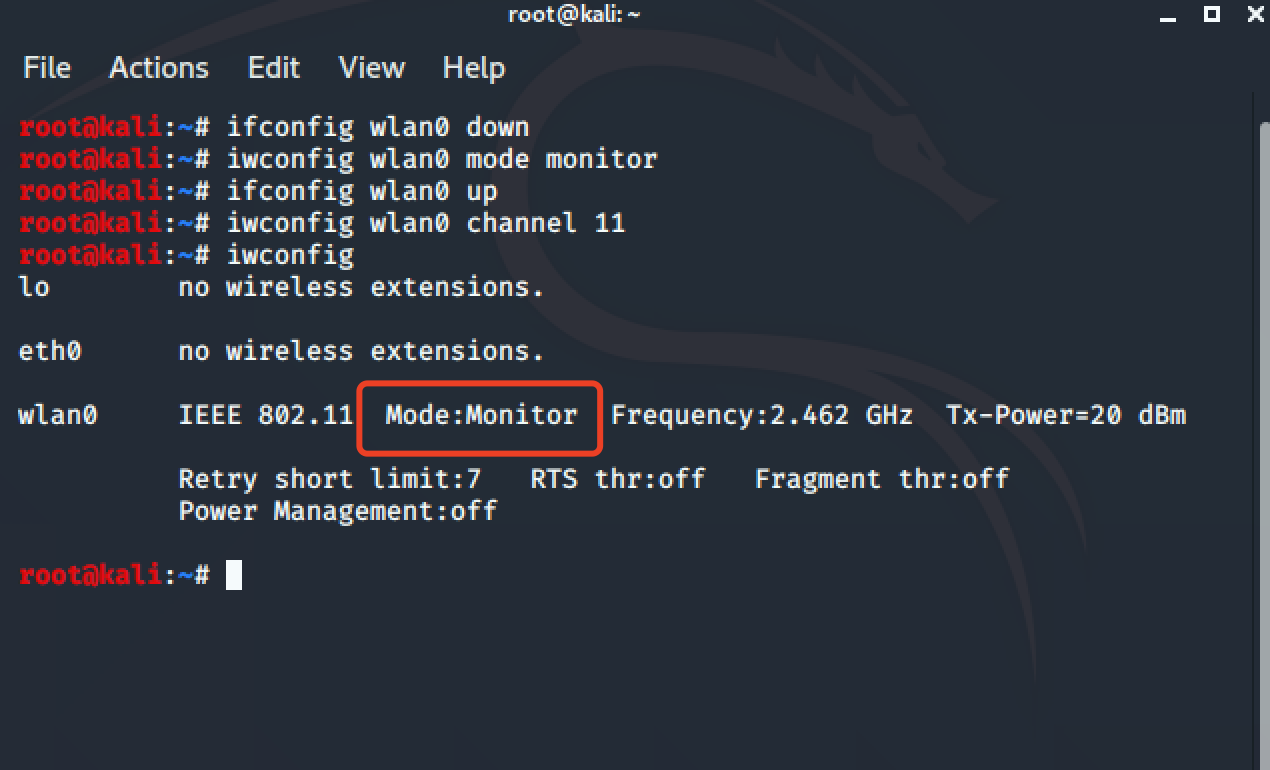 root@kali: ~
File Actions Edit View Help
root@kali:~# ifconfig wlan0 down
root@kali:~# iwconfig wlan0 mode monitor
root@kali:~# ifconfig wlan0 up
root@kali:~# iwconfig wlan0 channel 11
root@kali:~# iwconfig
lo        no wireless extensions.
eth0      no wireless extensions.
wlan0     IEEE 802.11  Mode:Monitor  Frequency:2.462 GHz  Tx-Power=20 dBm
Retry short limit:7   RTS thr:off   Fragment thr:off
Power Management:off
root@kali:~#